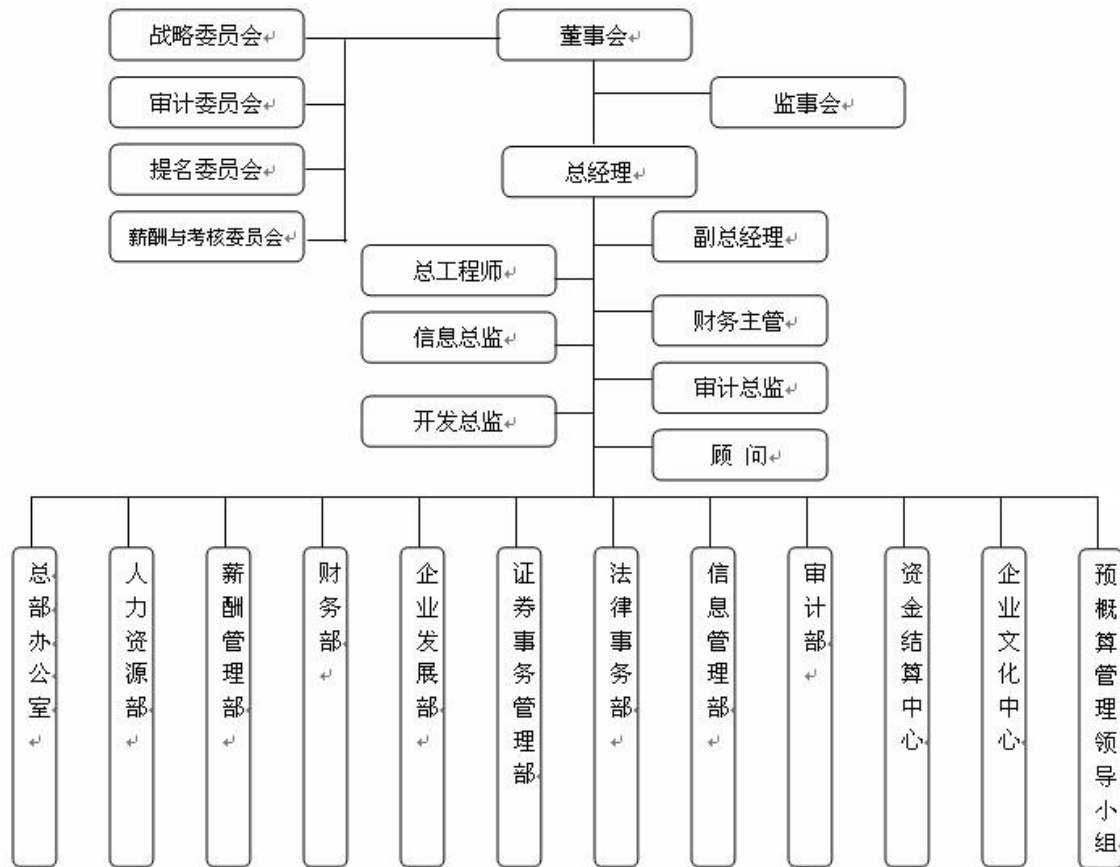 战略委员会
董事会
审计委员会
监事会
提名委员会
总经理
薪酬与考核委员会
副总经理
总工程师
财务主管
信息总监
审计总监
开发总监
顾 问
总部办公室
人力资源部
薪酬管理部
财务部
企业发展部
证券事务管理部
法律事务部
信息管理部
审计部
资金结算中心
企业文化中心
预概算管理领导小组